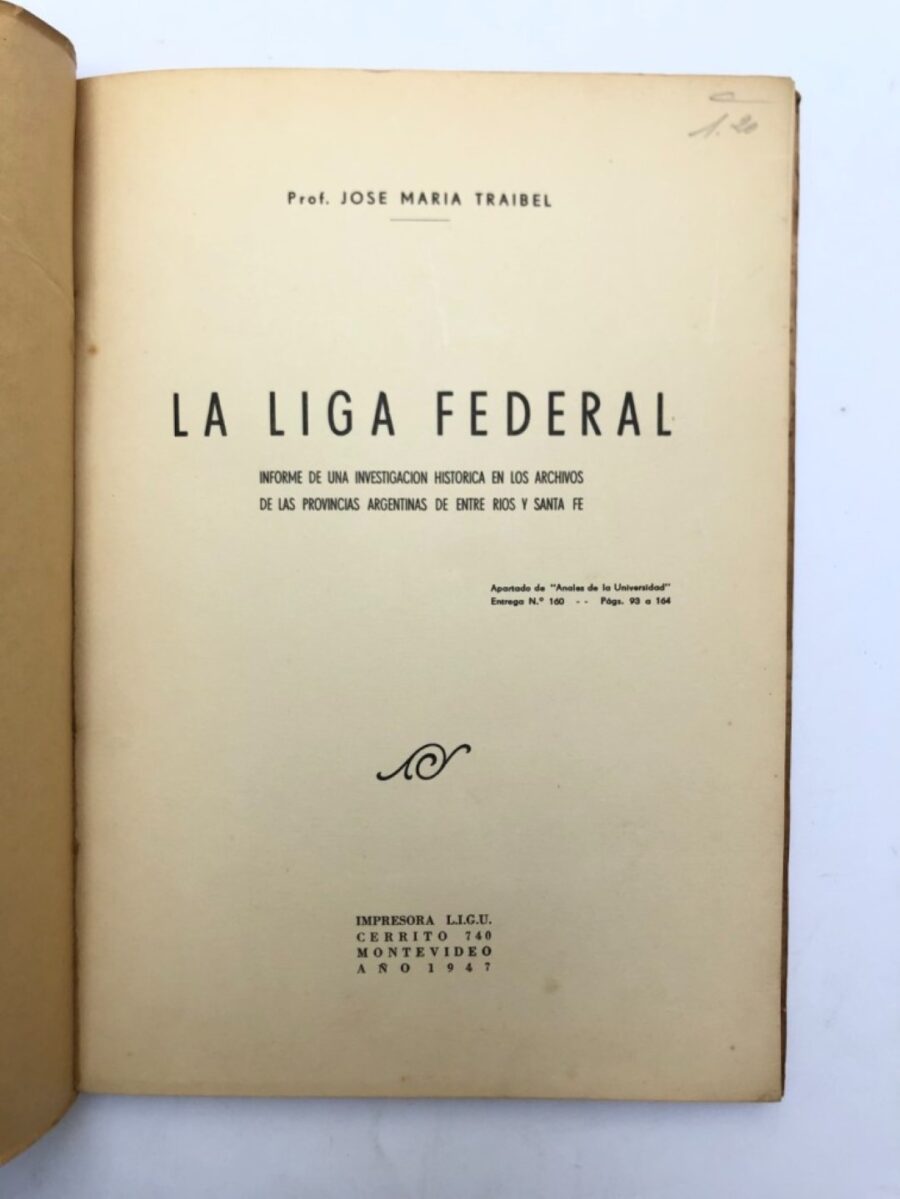 1.20
Prof. JOSE MARIA TRAIBEL
LA LIGA FEDERAL
INFORME DE UNA INVESTIGACION HISTORICA EN LOS ARCHIVOS
DE LAS PROVINCIAS ARGENTINAS DE ENTRE RIOS Y SANTA FE
Apartado de "Anales de la Universidad"
Entrega N.º 160 - - Págs. 93 a 164
IMPRESORA L.I.G.U.
CERRITO 740
MONTEVIDEO
AÑO 1947